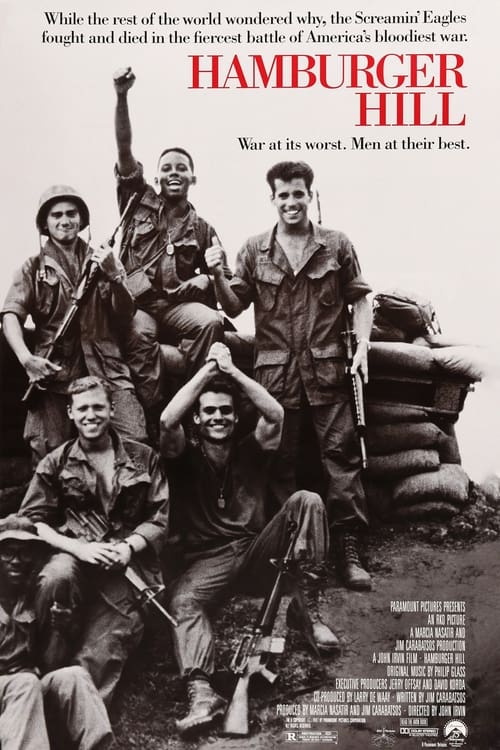 While the rest of the world wondered why, the Screamin' Eagles
fought and died in the fiercest battle of America's bloodiest war.
HAMBURGER
HILL
War at its worst. Men at their best.
PARAMOUNT PICTURES PRESENTS
AN RKO PICTURE
A MARCIA NASATIR AND
JIM CARABATSOS PRODUCTION
A JOHN IRVIN FILM - HAMBURGER HILL
ORIGINAL MUSIC BY PHILIP GLASS
EXECUTIVE PRODUCERS JERRY OFFSAY AND DAVID KORDA
CO-PRODUCED BY LARRY DE WAAY - WRITTEN BY JIM CARABATSOS
PRODUCED BY MARCIA NASATIR AND JIM CARABATSOS - DIRECTED BY JOHN IRVIN
R RESTRICTED
DOLBY STEREO